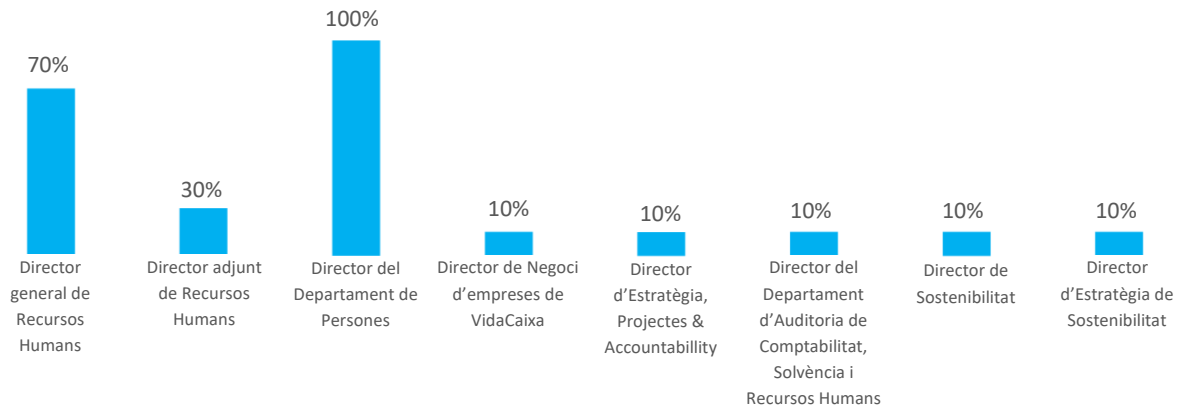 100%
70%
30%
10%
10%
10%
10%
10%
Director
general de
Recursos
Humans
Director adjunt
de Recursos
Humans
Director del
Departament de
Persones
Director de Negoci
d’empreses de
VidaCaixa
Director
d’Estratègia,
Projectes &
Accountabillity
Director del
Departament
d’Auditoria de
Comptabilitat,
Solvència i
Recursos Humans
Director de
Sostenibilitat
Director
d’Estratègia de
Sostenibilitat